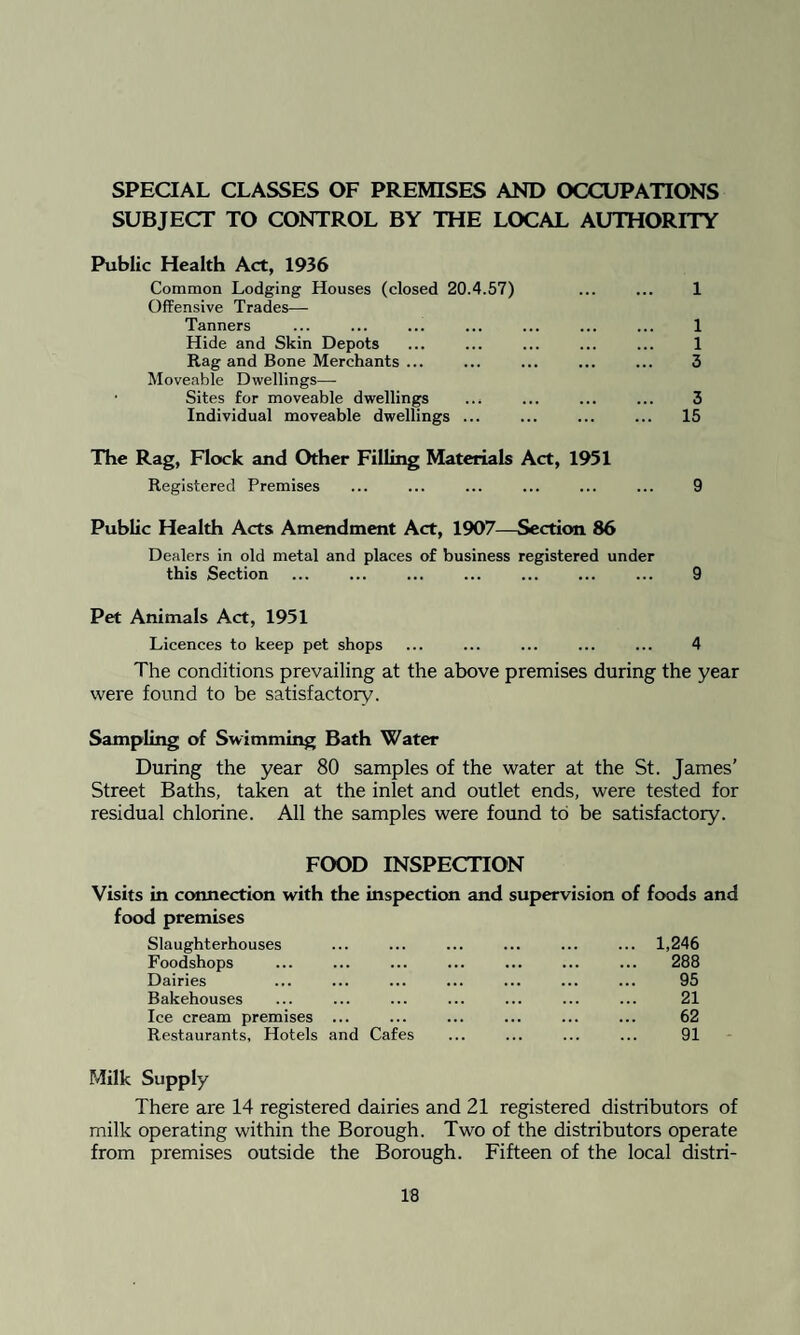 SPECIAL CLASSES OF PREMISES AND OCCUPATIONS
SUBJECT TO CONTROL BY THE LOCAL AUTHORITY
Public Health Act, 1936
Common Lodging Houses (closed 20.4.57) ... ... 1
Offensive Trades—
Tanners ... ... ... ... ... ... ... 1
Hide and Skin Depots ... ... ... ... ... 1
Rag and Bone Merchants ... ... ... ... ... 3
Moveable Dwellings—
Sites for moveable dwellings ... ... ... ... 3
Individual moveable dwellings ... ... ... ... 15
The Rag, Flock and Other Filling Materials Act, 1951
Registered Premises ... ... ... ... ... ... 9
Public Health Acts Amendment Act, 1907—Section 86
Dealers in old metal and places of business registered under
this Section ... ... ... ... ... ... ... 9
Pet Animals Act, 1951
Licences to keep pet shops ... ... ... ... ... 4
The conditions prevailing at the above premises during the year
were found to be satisfactory.
Sampling of Swimming Bath Water
During the year 80 samples of the water at the St. James'
Street Baths, taken at the inlet and outlet ends, were tested for
residual chlorine. All the samples were found to be satisfactory.
FOOD INSPECTION
Visits in connection with the inspection and supervision of foods and
food premises
Slaughterhouses ... ... ... ... ... ... 1,246
Foodshops ... ... ... ... ... ... ... 288
Dairies ... ... ... ... ... ... ... 95
Bakehouses ... ... ... ... ... ... ... 21
Ice cream premises ... ... ... ... ... ... 62
Restaurants, Hotels and Cafes ... ... ... ... 91
Milk Supply
There are 14 registered dairies and 21 registered distributors of
milk operating within the Borough. Two of the distributors operate
from premises outside the Borough. Fifteen of the local distri-
18